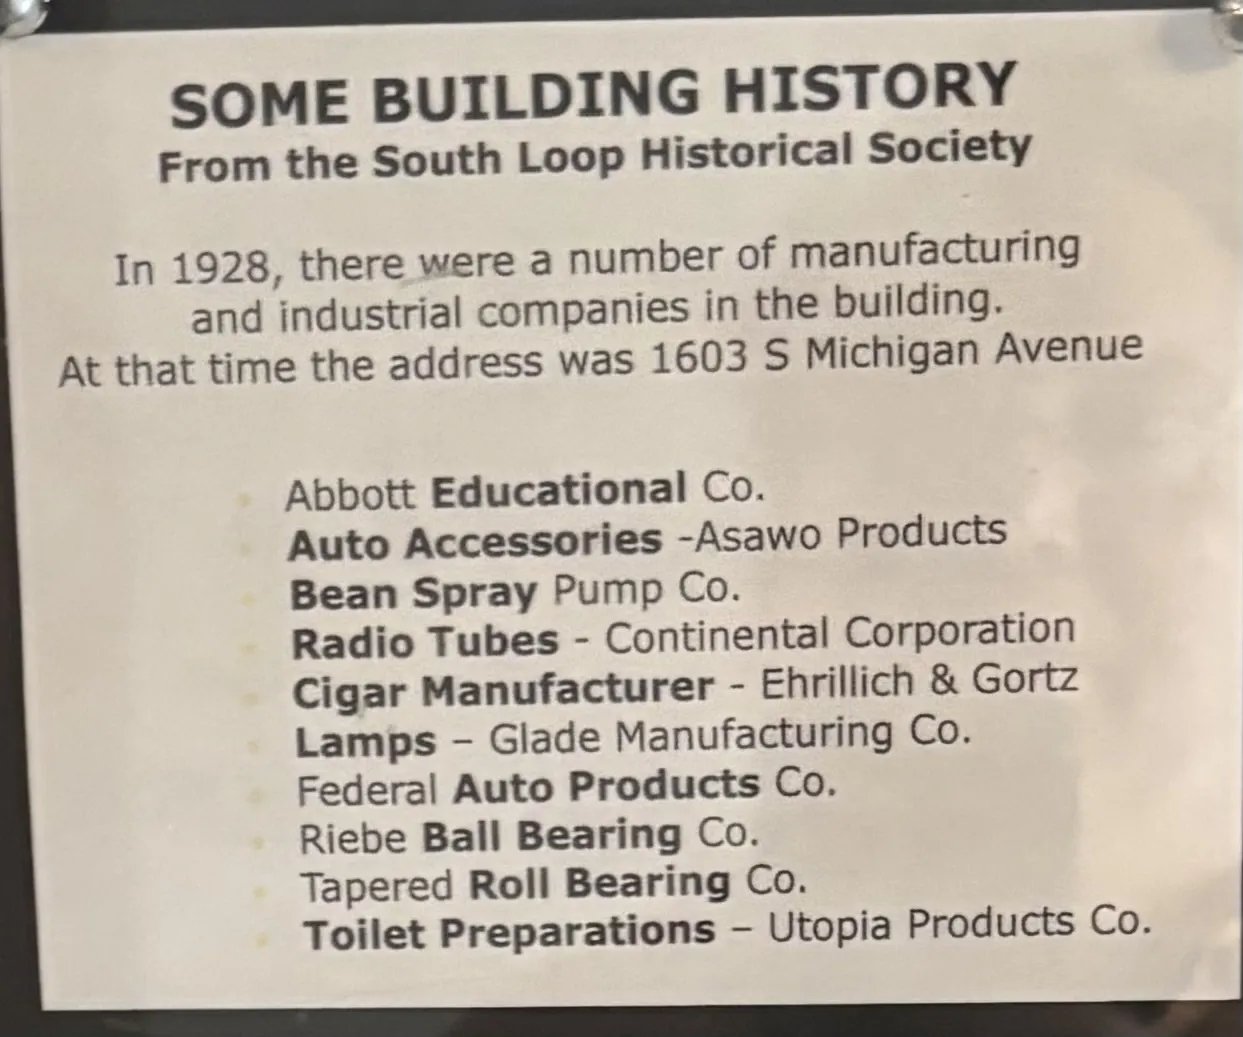 SOME BUILDING HISTORY
From the South Loop Historical Society
In 1928, there were a number of manufacturing
and industrial companies in the building.
At that time the address was 1603 S Michigan Avenue
Abbott Educational Co.
Auto Accessories -Asawo Products
Bean Spray Pump Co.
Radio Tubes - Continental Corporation
Cigar Manufacturer - Ehrillich & Gortz
Lamps – Glade Manufacturing Co.
Federal Auto Products Co.
Riebe Ball Bearing Co.
Tapered Roll Bearing Co.
Toilet Preparations – Utopia Products Co.